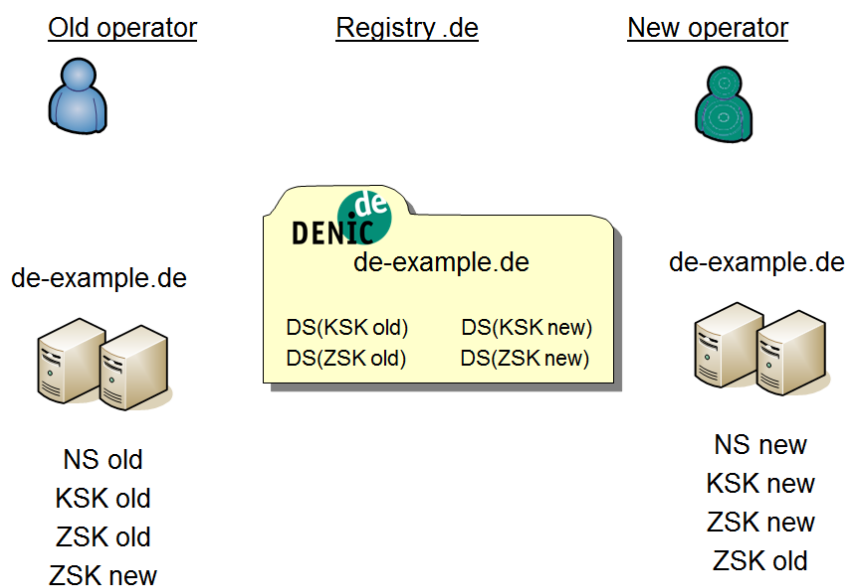 Old operator
Registry .de
New operator
de
DENIC
de-example.de
de-example.de
de-example.de
DS(KSK old) DS(KSK new)
DS(ZSK old) DS(ZSK new)
NS old
KSK old
ZSK old
ZSK new
NS new
KSK new
ZSK new
ZSK old